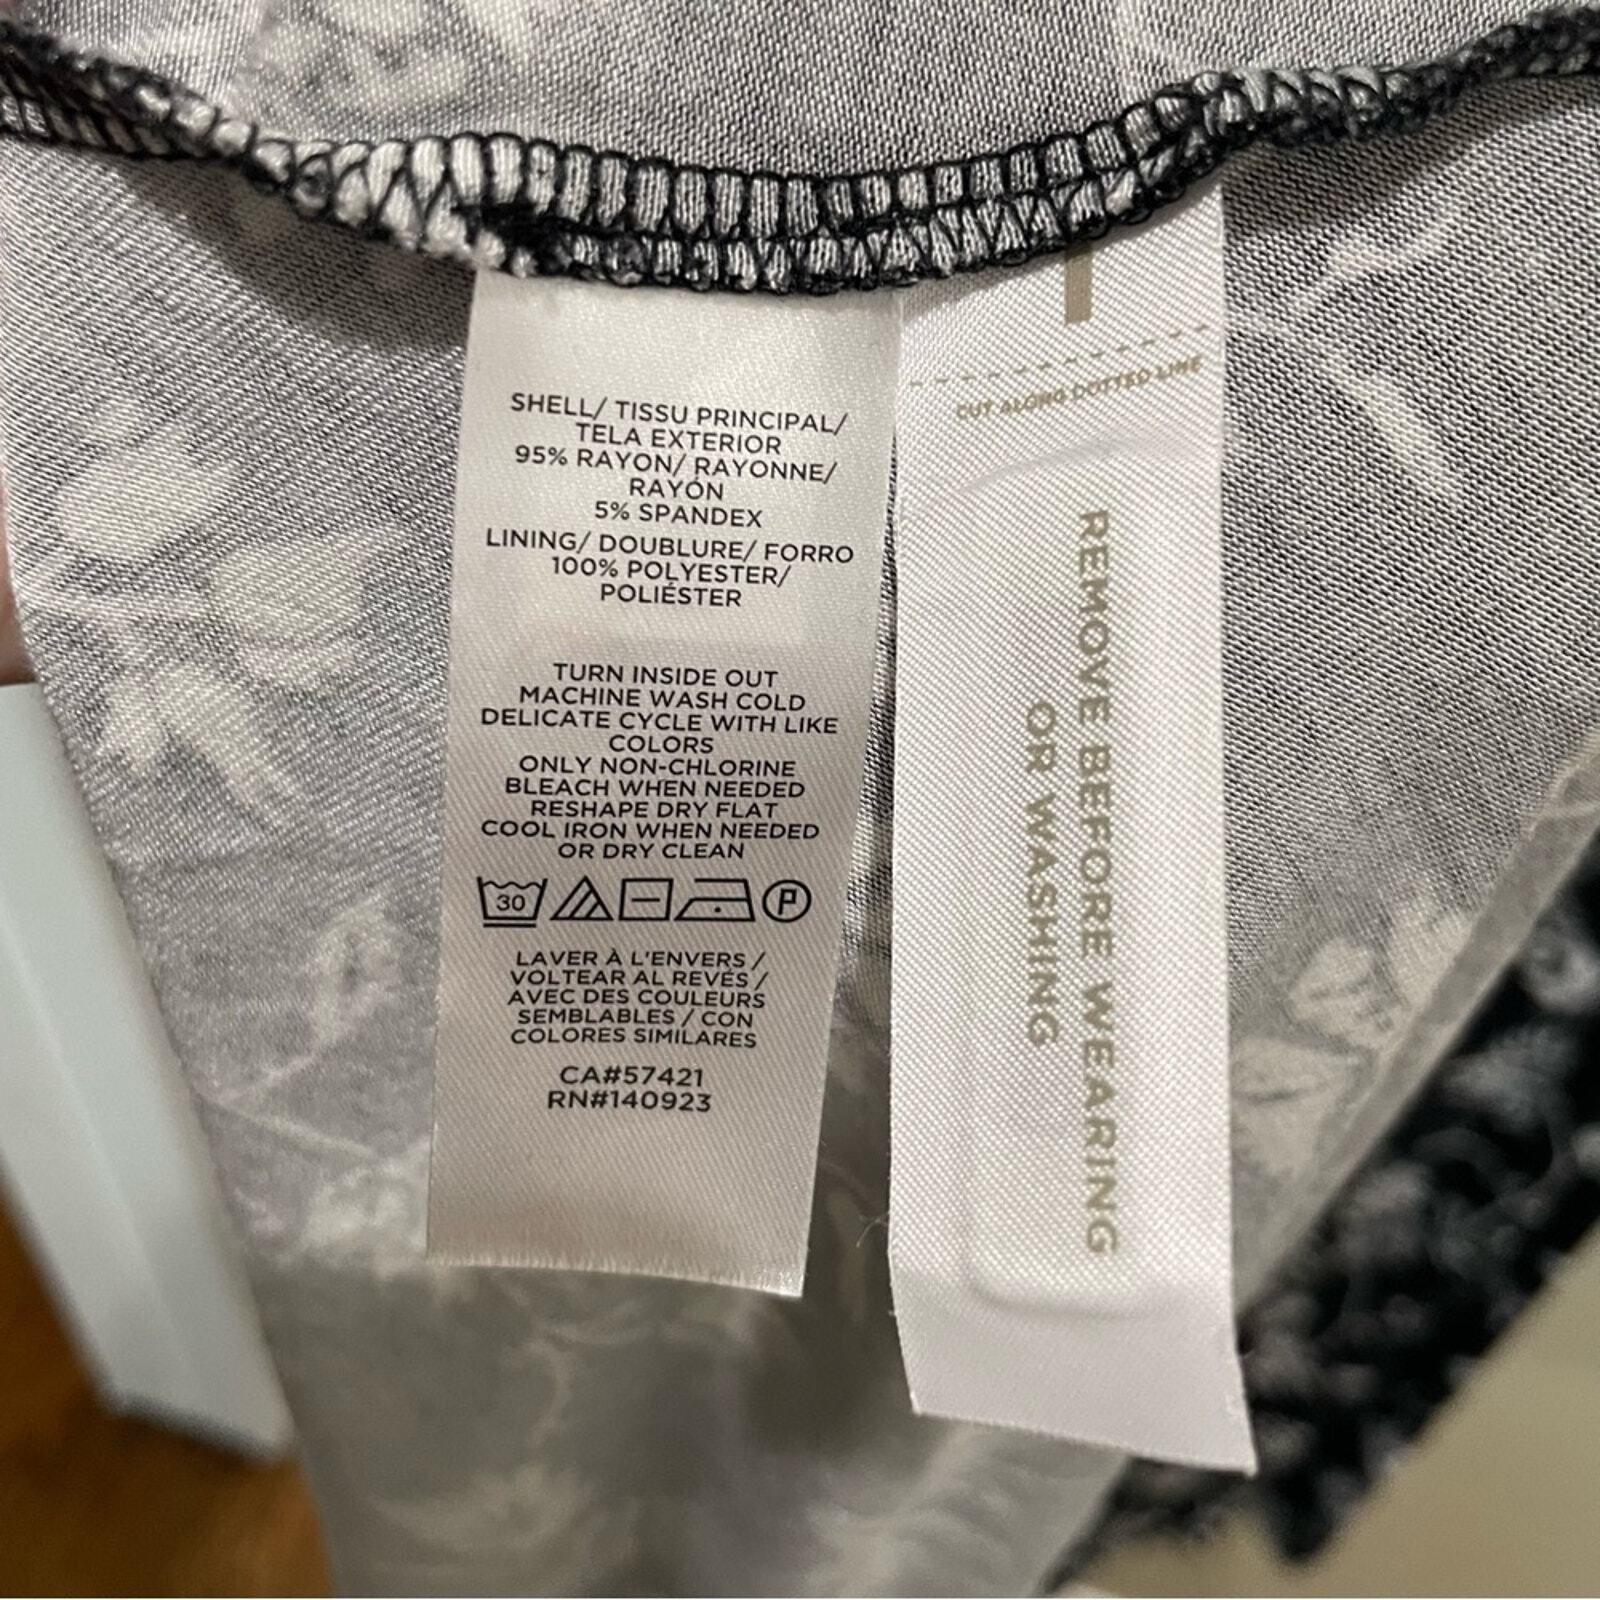 SHELL/ TISSU PRINCIPAL/
TELA EXTERIOR
95% RAYON/ RAYONNE/
RAYÓN
5% SPANDEX
LINING/ DOUBLURE/ FORRO
100% POLYESTER/
POLIÉSTER
TURN INSIDE OUT
MACHINE WASH COLD
DELICATE CYCLE WITH LIKE
COLORS
ONLY NON-CHLORINE
BLEACH WHEN NEEDED
RESHAPE DRY FLAT
COOL IRON WHEN NEEDED
OR DRY CLEAN
30 P
LAVER À L'ENVERS /
VOLTEAR AL REVÉS /
AVEC DES COULEURS
SEMBLABLES / CON
COLORES SIMILARES
CA#57421
RN#140923
CUT ALONG DOTTED LINE
REMOVE BEFORE WEARING
OR WASHING